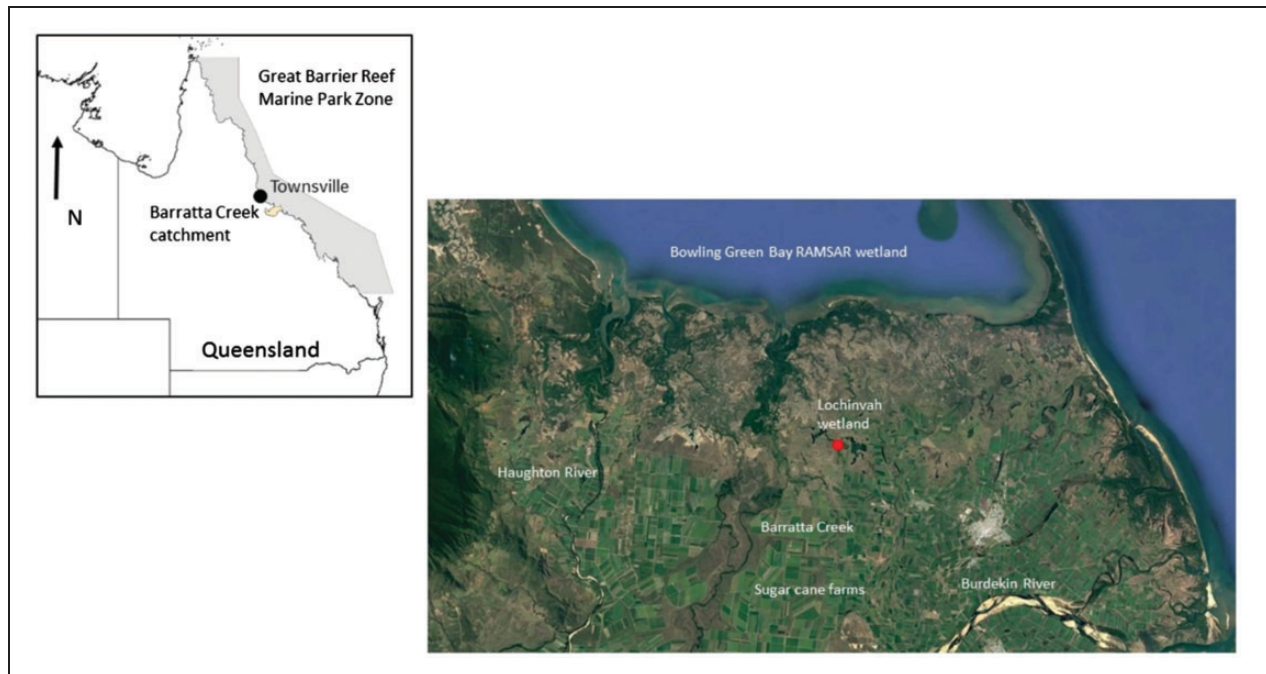 Great Barrier Reef
Marine Park Zone
Townsville
N
Barratta Creek
catchment
Queensland
Bowling Green Bay RAMSAR wetland
Lochinvah
wetland
Haughton River
Barratta Creek
Sugar cane farms
Burdekin River